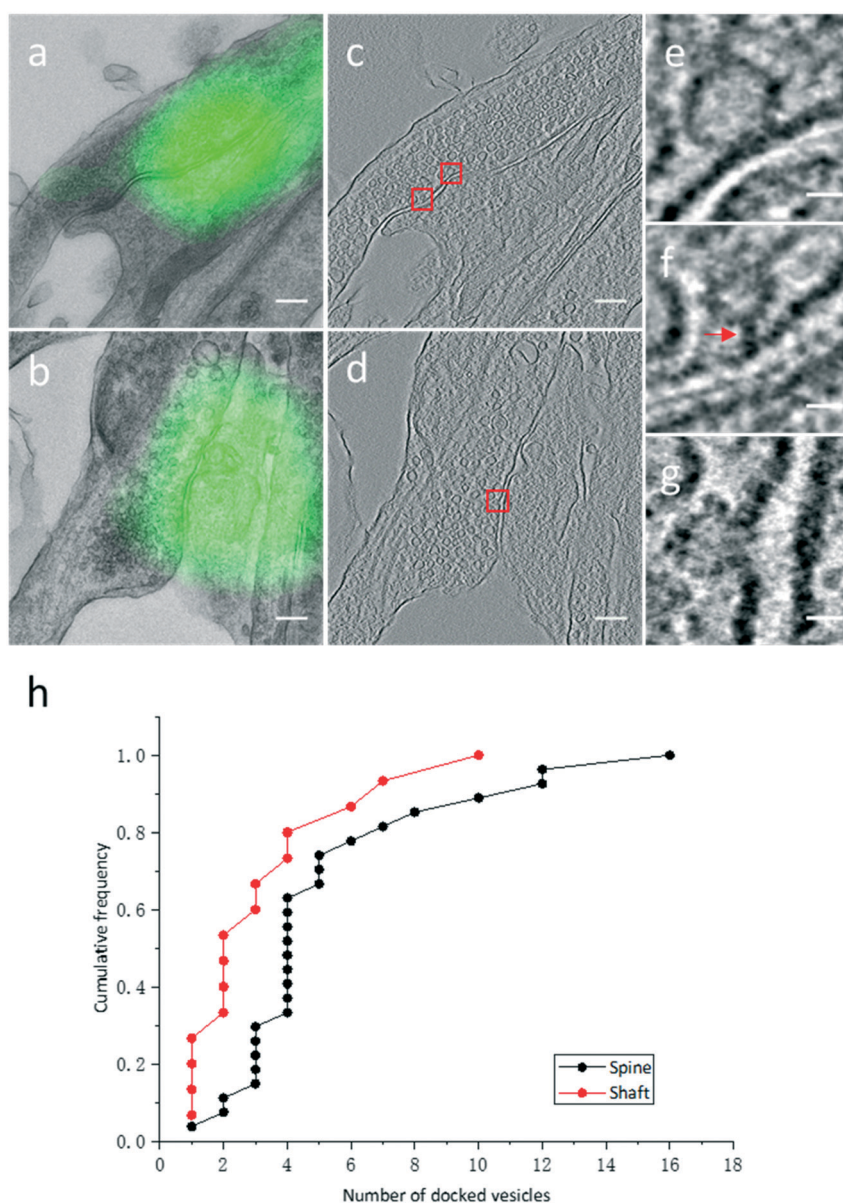 a
c
e
f
b
d
g
h
1.0
0.8
0.6
0.4
0.2
0.0
Cumulative frequency
Spine
Shaft
0 2 4 6 8 10 12 14 16 18
Number of docked vesicles